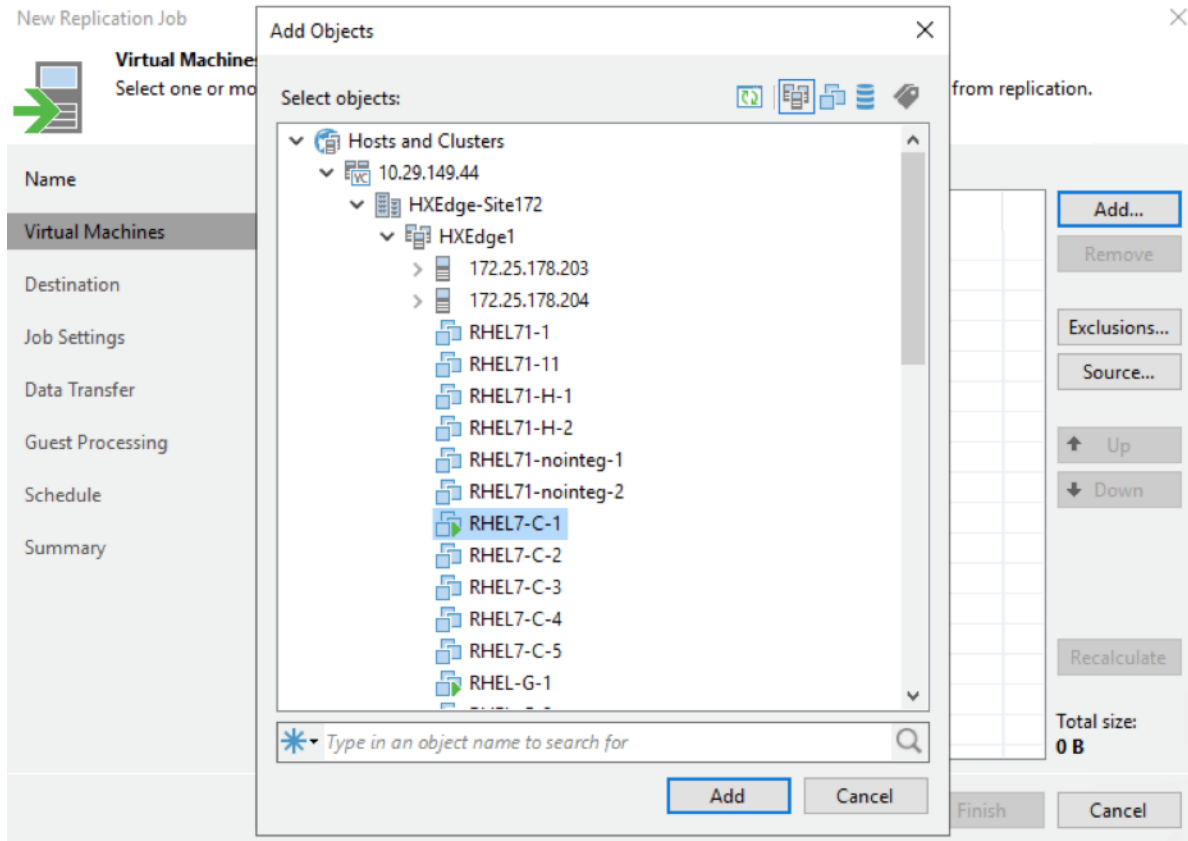 New Replication Job
Virtual Machine
Select one or mo
from replication.
Name
Virtual Machines
Destination
Job Settings
Data Transfer
Guest Processing
Schedule
Summary
Add Objects
Select objects:
Hosts and Clusters
VC 10.29.149.44
HXEdge-Site172
HXEdge1
172.25.178.203
172.25.178.204
RHEL71-1
RHEL71-11
RHEL71-H-1
RHEL71-H-2
RHEL71-nointeg-1
RHEL71-nointeg-2
RHEL7-C-1
RHEL7-C-2
RHEL7-C-3
RHEL7-C-4
RHEL7-C-5
RHEL-G-1
Type in an object name to search for
Add
Cancel
Add...
Remove
Exclusions...
Source...
Up
Down
Recalculate
Total size:
0 B
Finish
Cancel